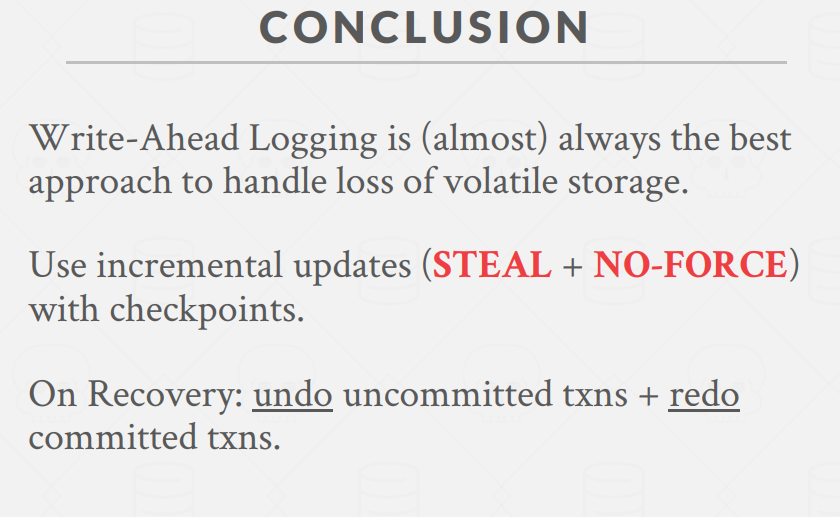 CONCLUSION
Write-Ahead Logging is (almost) always the best
approach to handle loss of volatile storage.
Use incremental updates (STEAL + NO-FORCE)
with checkpoints.
On Recovery: undo uncommitted txns + redo
committed txns.